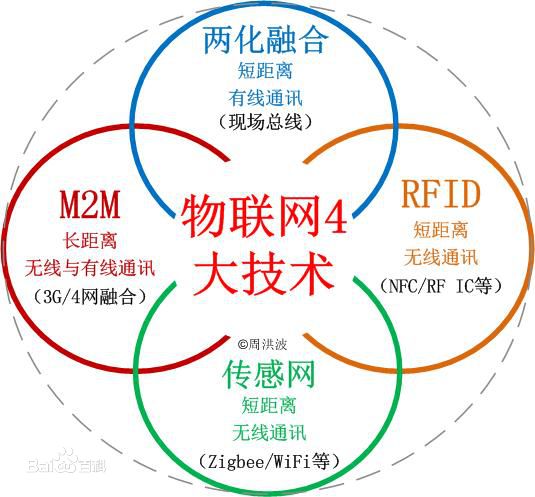 两化融合
短距离
有线通讯
（现场总线）
M2M
长距离
无线与有线通讯
（3G/4网融合）
物联网4
大技术
RFID
短距离
无线通讯
（NFC/RF IC等）
©周洪波
传感网
短距离
无线通讯
（Zigbee/WiFi等）
Baidu百科